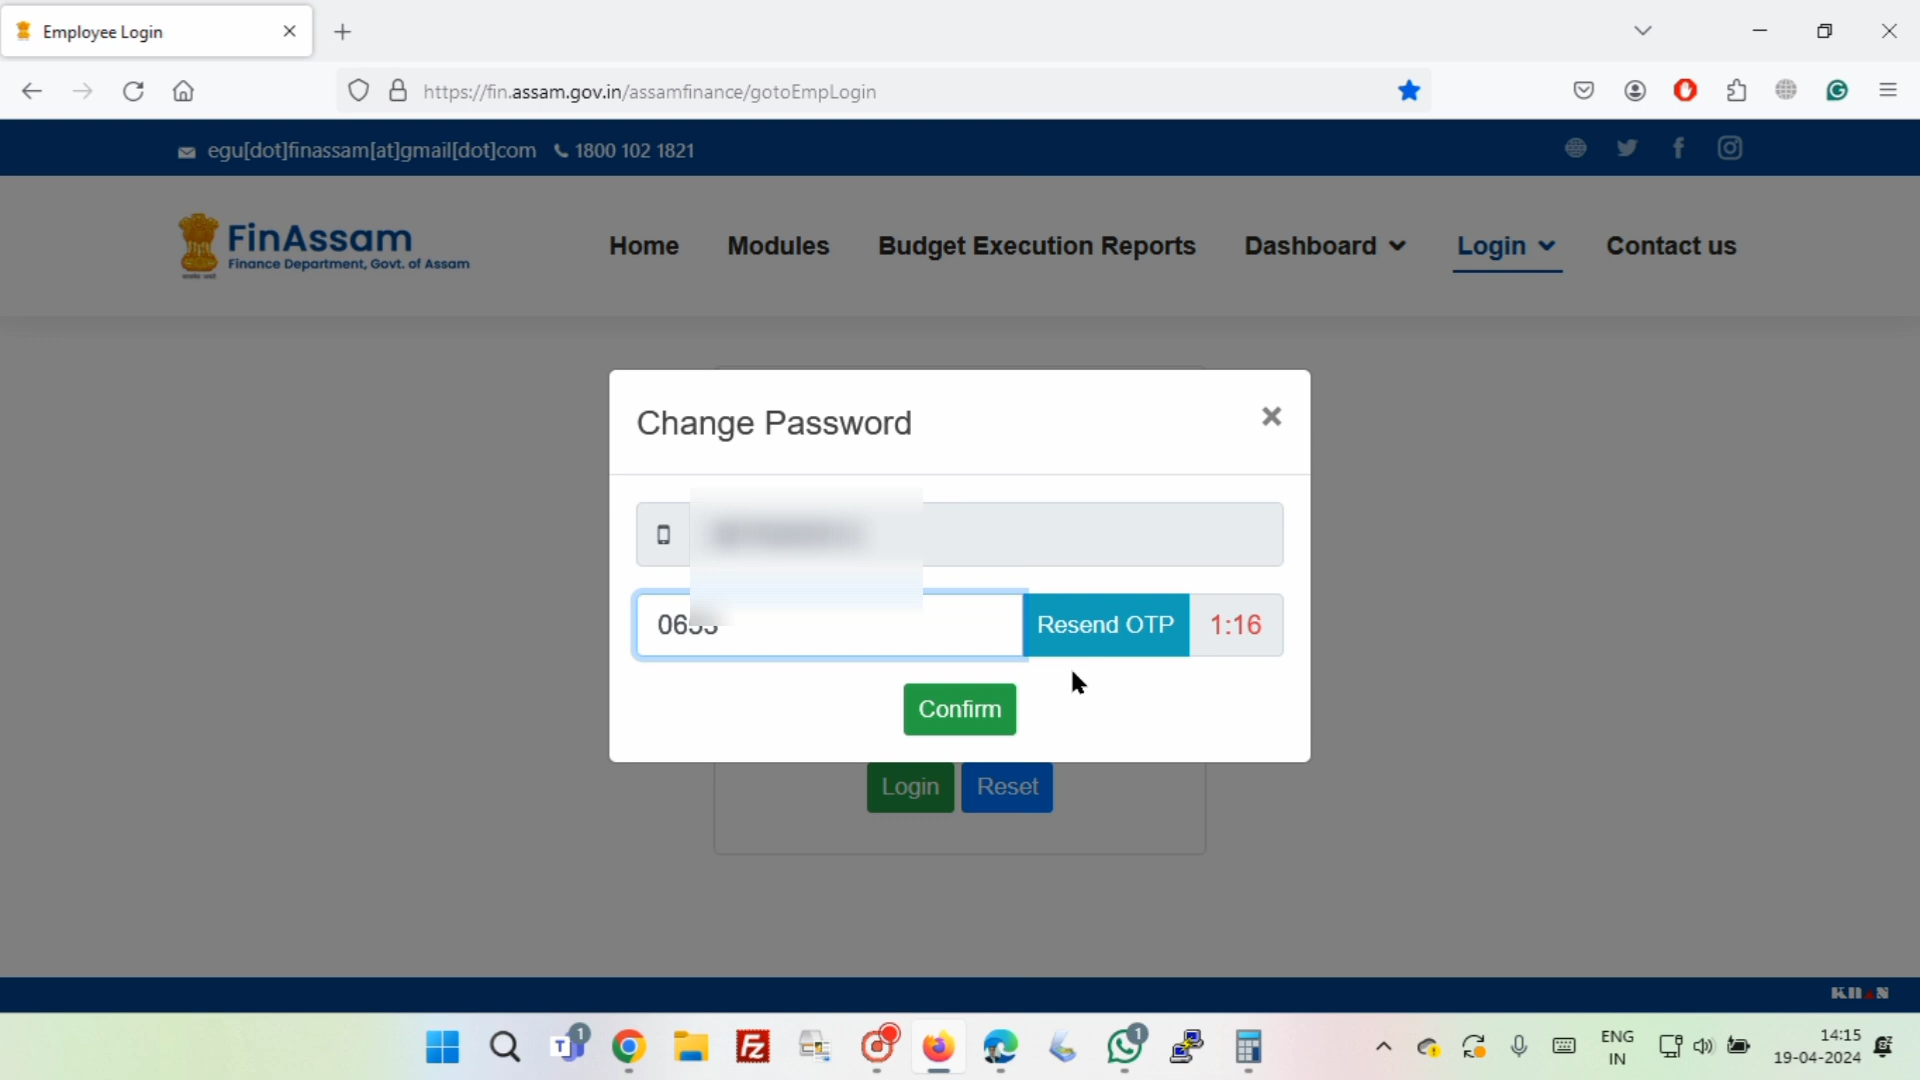 Employee Login
https://fin.assam.gov.in/assamfinance/gotoEmpLogin
egu[dot]finassam[at]gmail[dot]com 1800 102 1821
FinAssam
Finance Department, Govt. of Assam
Home Modules Budget Execution Reports Dashboard Login Contact us
Change Password
Resend OTP 1:16
Confirm
Login Reset
1 1
ENG
IN
14:15
19-04-2024